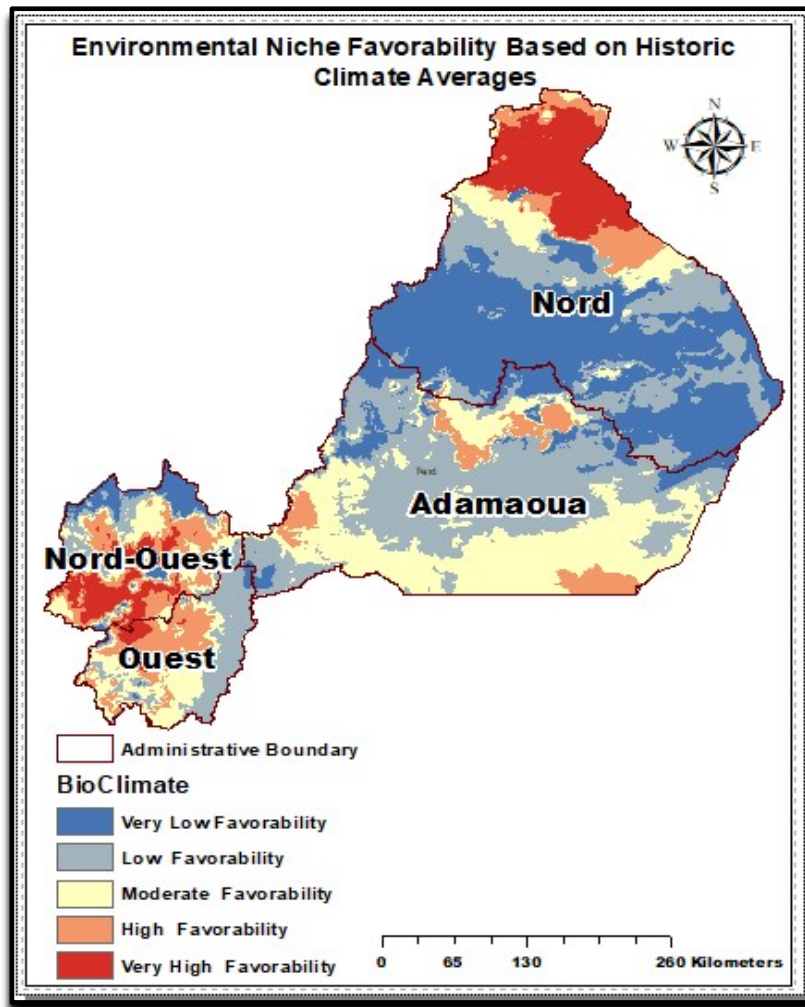 Environmental Niche Favorability Based on Historic
Climate Averages
N
W E
S
Nord
Adamaoua
Nord-Ouest
Ouest
Administrative Boundary
BioClimate
Very Low Favorability
Low Favorability
Moderate Favorability
High Favorability
Very High Favorability
0 65 130 260 Kilometers